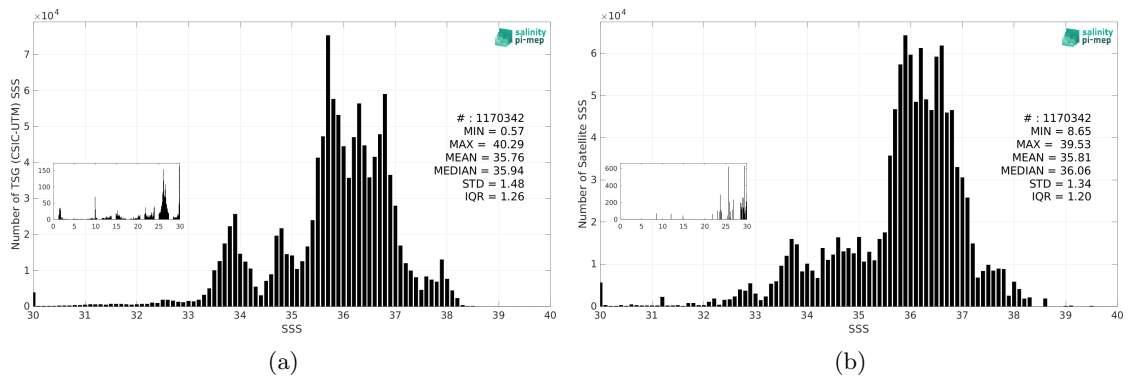 ×10⁴
8
7
6
5
4
3
2
1
0
Number of TSG (CSIC-UTM) SSS
30 31 32 33 34 35 36 37 38 39 40
SSS
salinity
pi-mep
# : 1170342
MIN = 0.57
MAX = 40.29
MEAN = 35.76
MEDIAN = 35.94
STD = 1.48
IQR = 1.26
150
100
50
0
0 5 10 15 20 25 30
(a)
×10⁴
6
5
4
3
2
1
0
Number of Satellite SSS
30 31 32 33 34 35 36 37 38 39 40
SSS
salinity
pi-mep
# : 1170342
MIN = 8.65
MAX = 39.53
MEAN = 35.81
MEDIAN = 36.06
STD = 1.34
IQR = 1.20
600
400
200
0
0 5 10 15 20 25 30
(b)